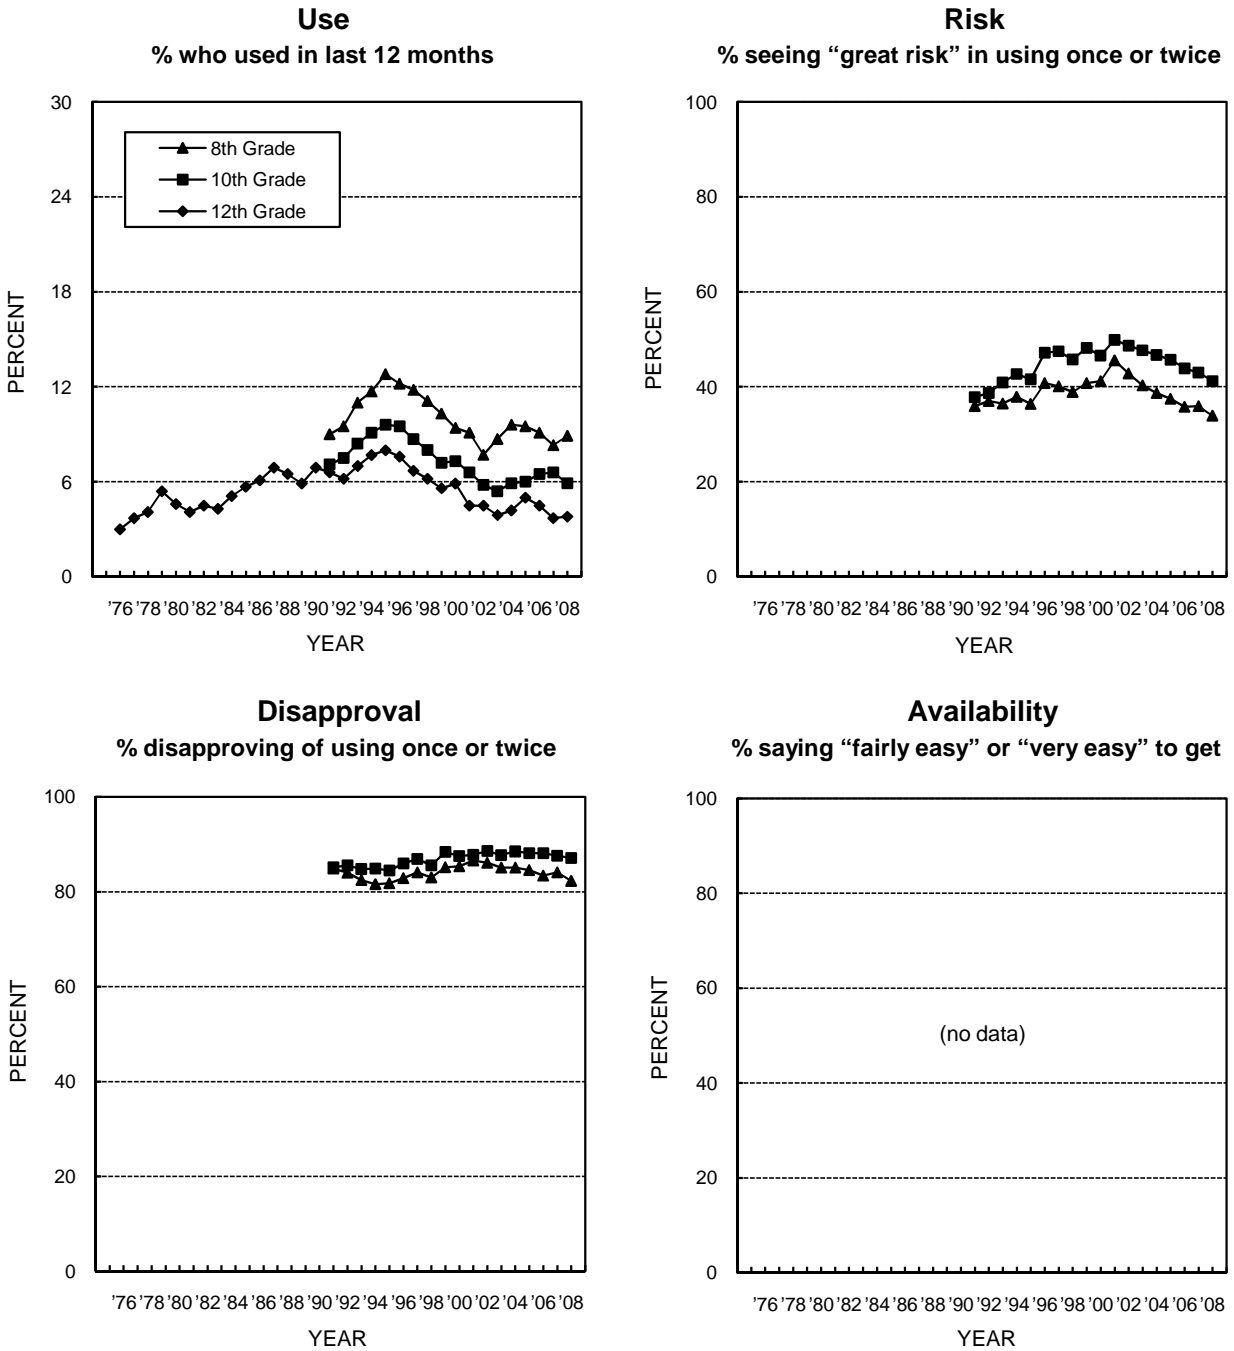 Use
% who used in last 12 months
30
24
18
12
6
0
PERCENT
8th Grade
10th Grade
12th Grade
’76 ’78 ’80 ’82 ’84 ’86 ’88 ’90 ’92 ’94 ’96 ’98 ’00 ’02 ’04 ’06 ’08
YEAR
Risk
% seeing “great risk” in using once or twice
100
80
60
40
20
0
PERCENT
’76 ’78 ’80 ’82 ’84 ’86 ’88 ’90 ’92 ’94 ’96 ’98 ’00 ’02 ’04 ’06 ’08
YEAR
Disapproval
% disapproving of using once or twice
100
80
60
40
20
0
PERCENT
’76 ’78 ’80 ’82 ’84 ’86 ’88 ’90 ’92 ’94 ’96 ’98 ’00 ’02 ’04 ’06 ’08
YEAR
Availability
% saying “fairly easy” or “very easy” to get
100
80
60
40
20
0
PERCENT
(no data)
’76 ’78 ’80 ’82 ’84 ’86 ’88 ’90 ’92 ’94 ’96 ’98 ’00 ’02 ’04 ’06 ’08
YEAR